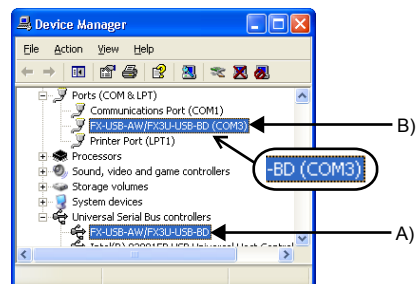 Device Manager
File Action View Help
Ports (COM & LPT)
Communications Port (COM1)
FX-USB-AW/FX3U-USB-BD (COM3)
B)
Printer Port (LPT1)
Processors
-BD (COM3)
Sound, video and game controllers
Storage volumes
System devices
Universal Serial Bus controllers
FX-USB-AW/FX3U-USB-BD
A)